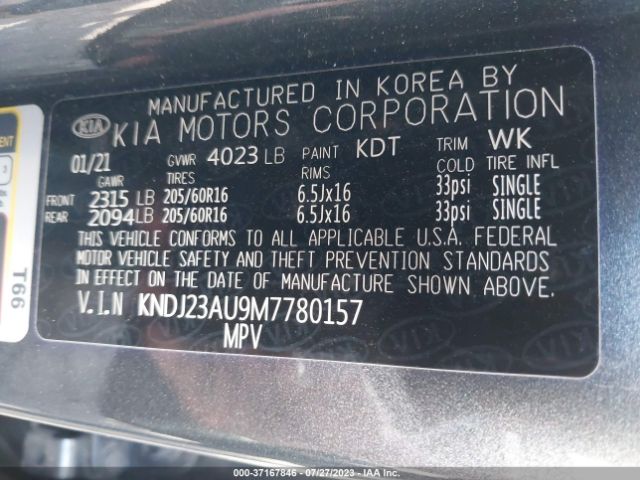 MANUFACTURED IN KOREA BY
KIA KIA MOTORS CORPORATION
01/21 GVWR 4023 LB PAINT KDT TRIM WK
GAWR TIRES RIMS COLD TIRE INFL
FRONT 2315 LB 205/60R16 6.5Jx16 33psi SINGLE
REAR 2094 LB 205/60R16 6.5Jx16 33psi SINGLE
THIS VEHICLE CONFORMS TO ALL APPLICABLE U.S.A. FEDERAL
MOTOR VEHICLE SAFETY AND THEFT PREVENTION STANDARDS
IN EFFECT ON THE DATE OF MANUFACTURE SHOWN ABOVE.
V.I.N KNDJ23AU9M7780157
MPV
T66
000-37167846 / 07/27/2023 - IAA Inc.